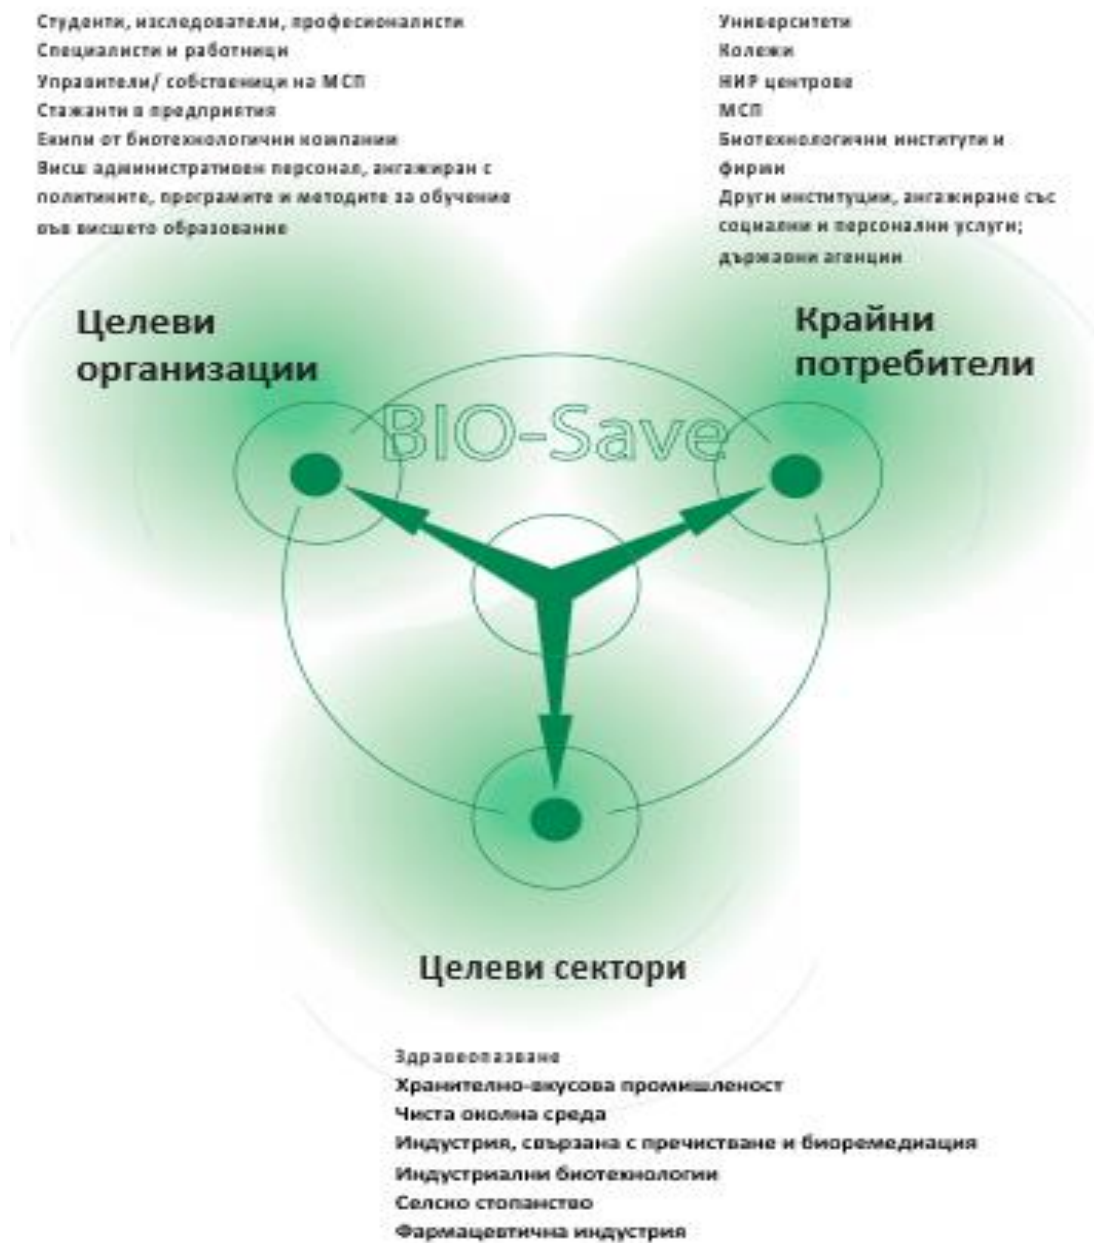 Студенти, изследователи, професионалисти
Специалисти и работници
Управители/ собственици на МСП
Стажанти в предприятия
Екипи от биотехнологични компании
Висш административен персонал, ангажиран с
политиките, програмите и методите за обучение
във висшето образование
Университети
Колежи
НИР центрове
МСП
Биотехнологични институти и
фирми
Други институции, ангажиране със
социални и персонални услуги;
държавни агенции
Целеви
организации
Крайни
потребители
BIO-Save
Целеви сектори
Здравеопазване
Хранително-вкусова промишленост
Чиста околна среда
Индустрия, свързана с пречистване и биоремедиация
Индустриални биотехнологии
Селско стопанство
Фармацевтична индустрия